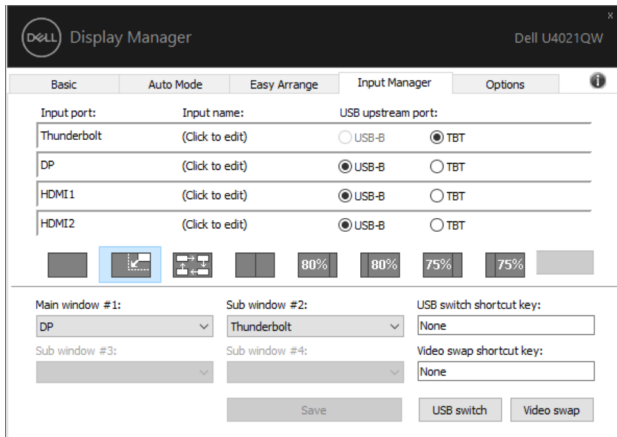 x
DELL Display Manager Dell U4021QW
Basic Auto Mode Easy Arrange Input Manager Options i
Input port: Input name: USB upstream port:
Thunderbolt (Click to edit) USB-B TBT
DP (Click to edit) USB-B TBT
HDMI1 (Click to edit) USB-B TBT
HDMI2 (Click to edit) USB-B TBT
80% 80% 75% 75%
Main window #1: Sub window #2: USB switch shortcut key:
DP Thunderbolt None
Sub window #3: Sub window #4: Video swap shortcut key:
None
Save USB switch Video swap